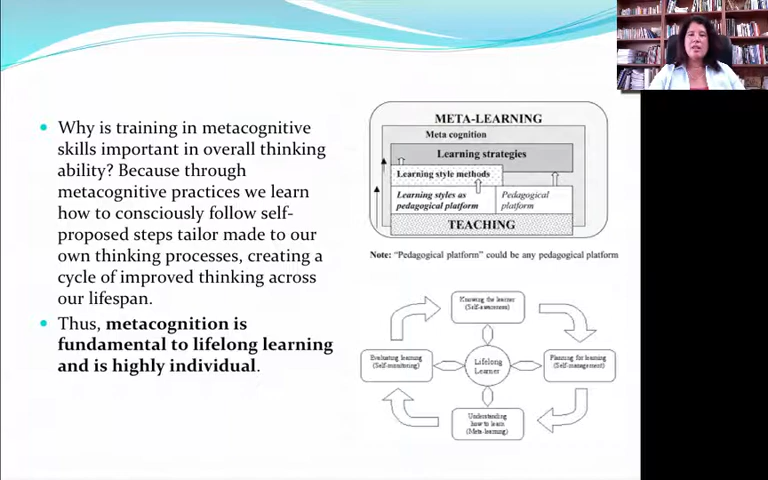 Why is training in metacognitive
skills important in overall thinking
ability? Because through
metacognitive practices we learn
how to consciously follow self-
proposed steps tailor made to our
own thinking processes, creating a
cycle of improved thinking across
our lifespan.
Thus, metacognition is
fundamental to lifelong learning
and is highly individual.
META-LEARNING
Meta cognition
Learning strategies
Learning style methods
Learning styles as
pedagogical platform
Pedagogical
platform
TEACHING
Note: "Pedagogical platform" could be any pedagogical platform
Knowing the learner
(Self-awareness)
Evaluating learning
(Self-monitoring)
Lifelong
Learner
Planning for learning
(Self-management)
Understanding
how to learn
(Meta-learning)